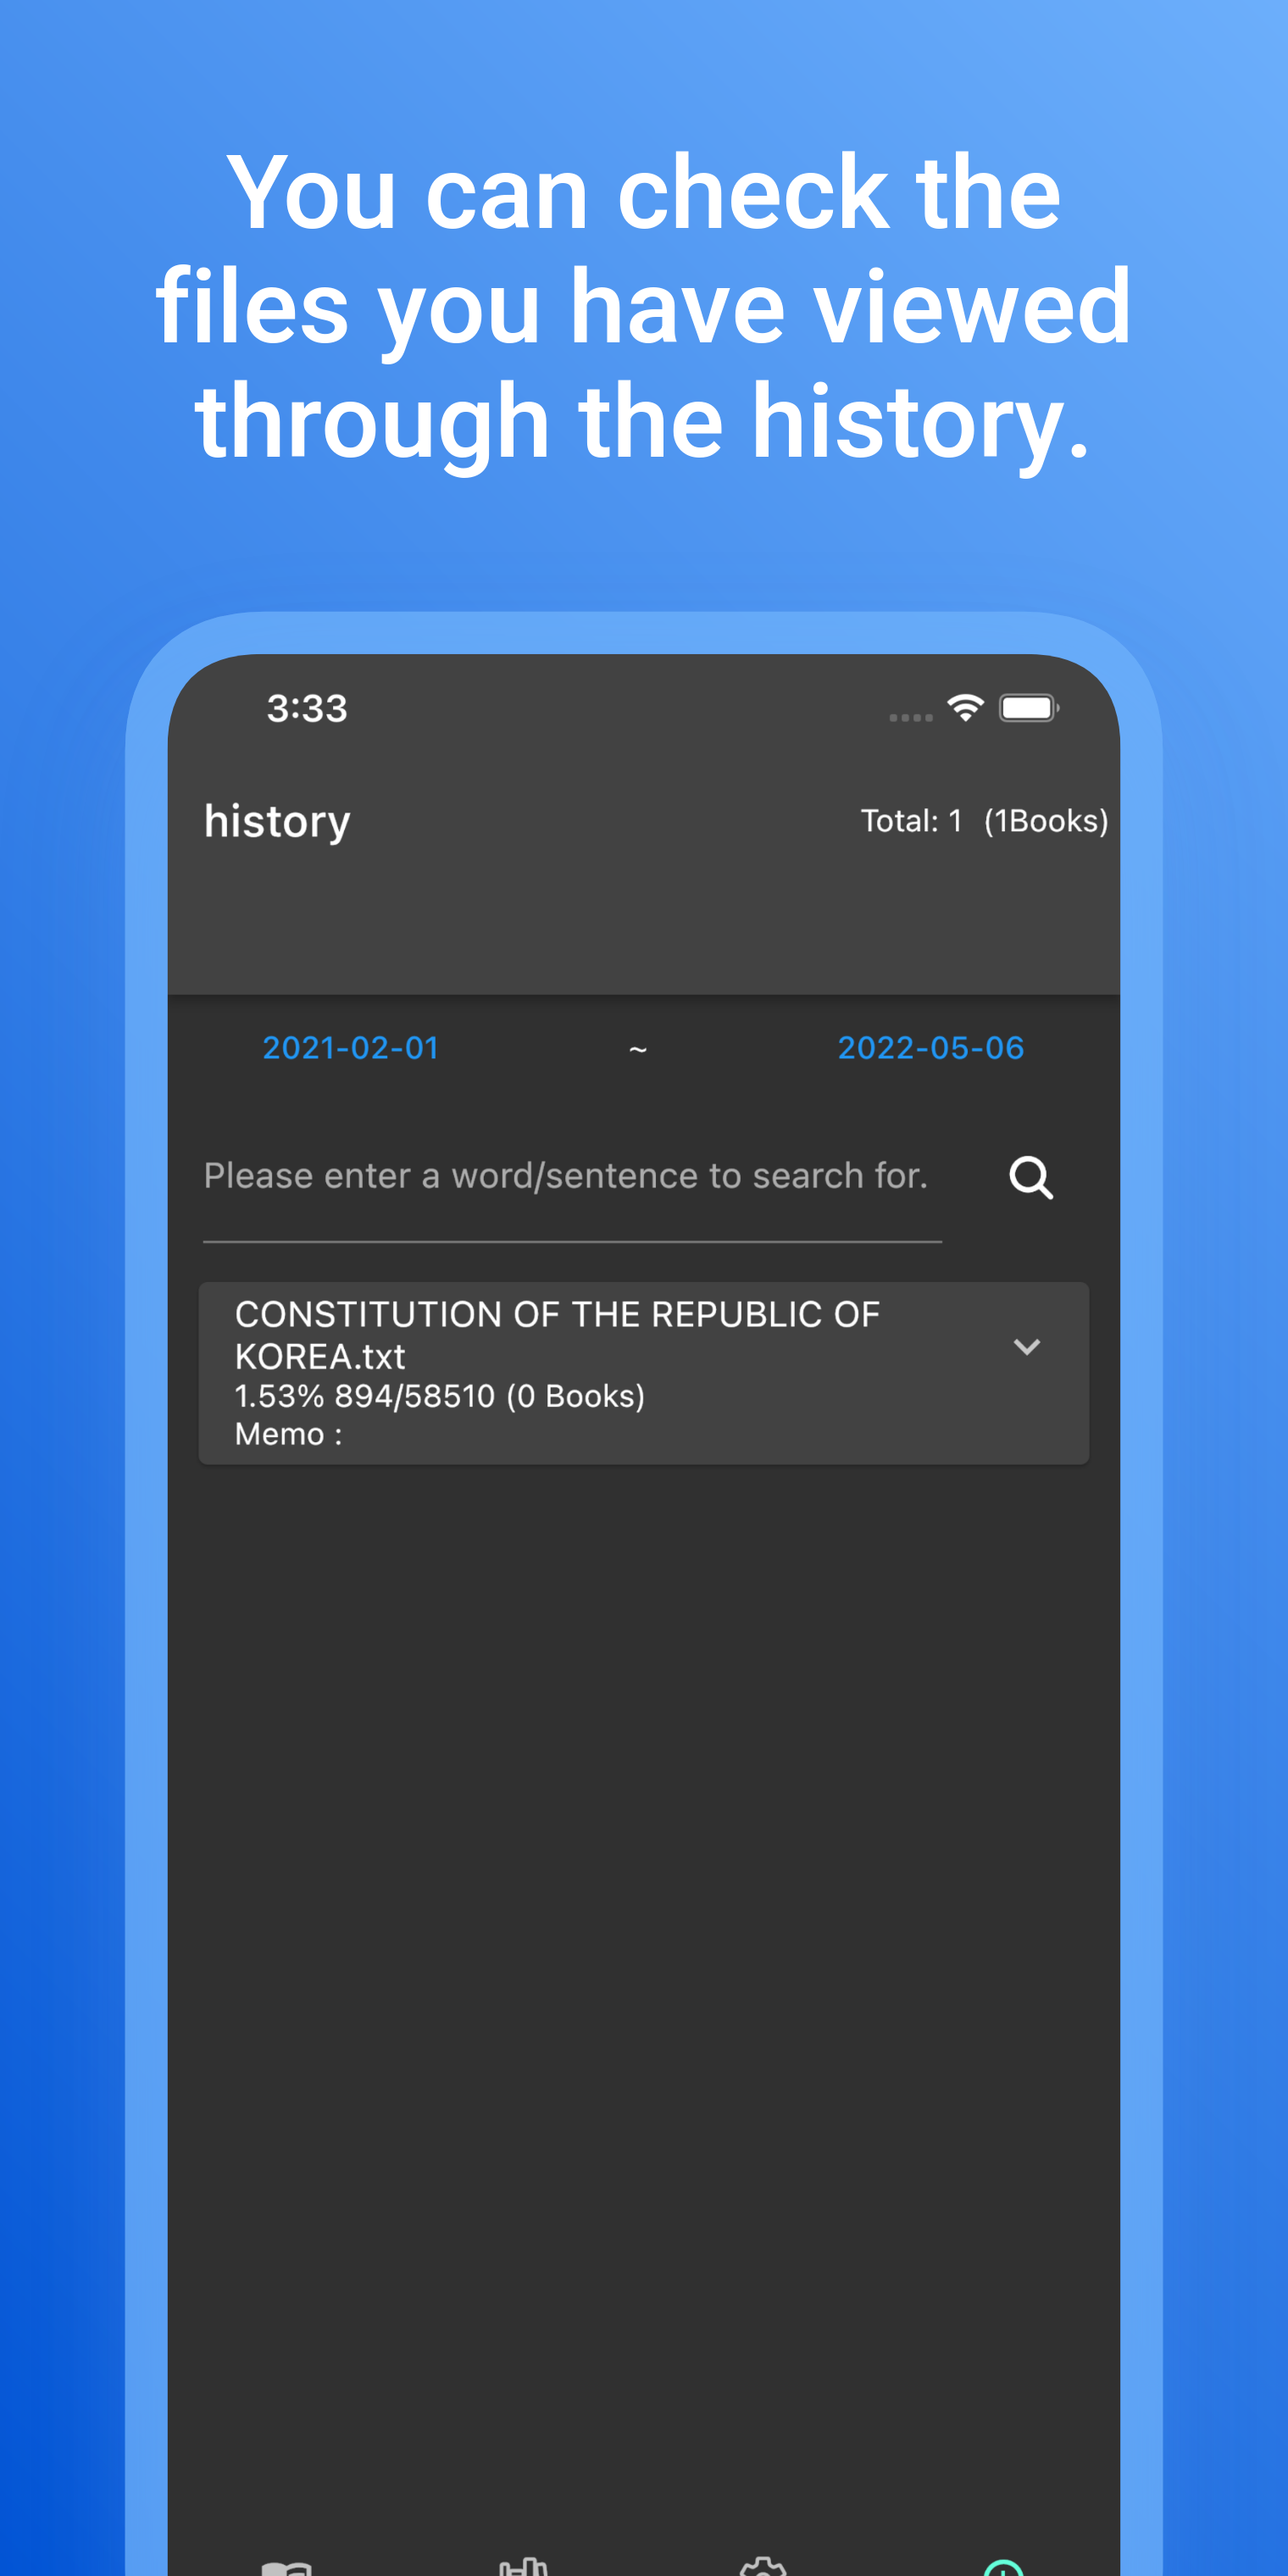 You can check the
files you have viewed
through the history.
3:33
history
Total: 1 (1Books)
2021-02-01 ~ 2022-05-06
Please enter a word/sentence to search for.
CONSTITUTION OF THE REPUBLIC OF
KOREA.txt
1.53% 894/58510 (0 Books)
Memo :